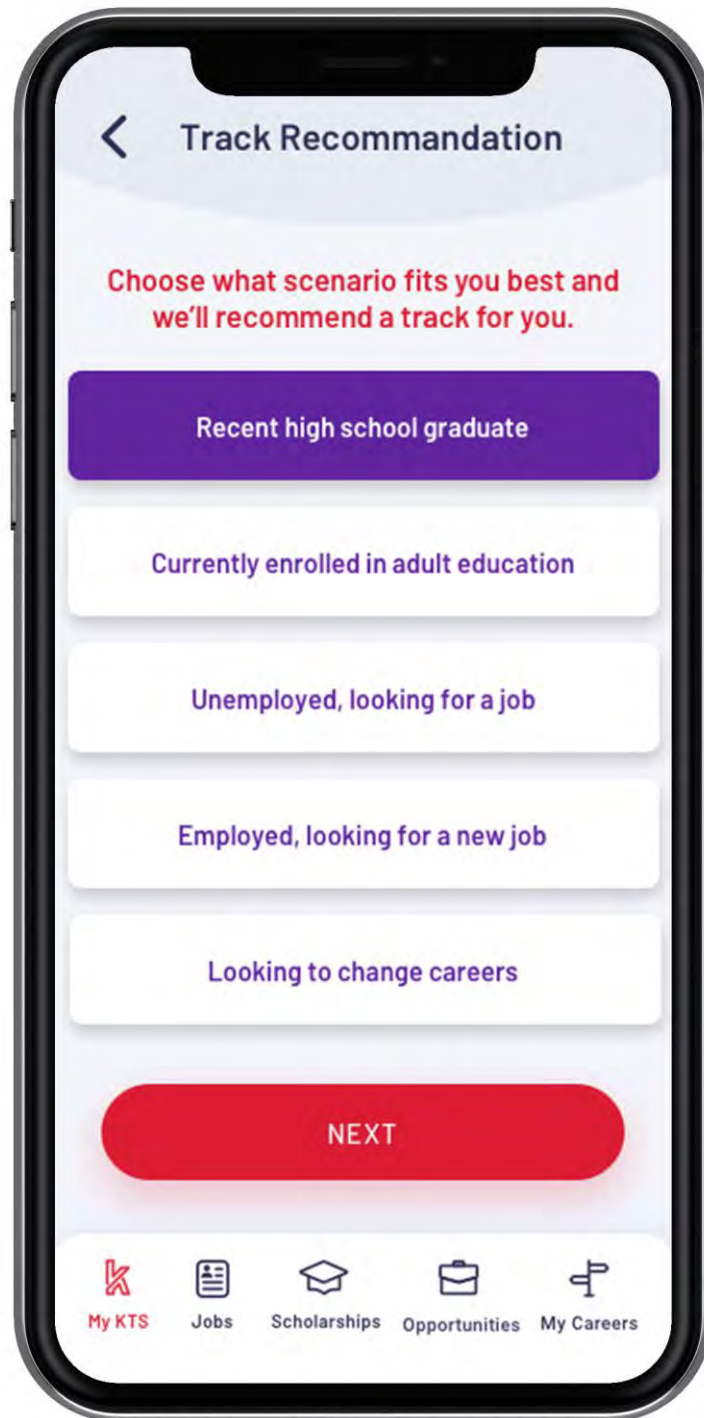 Track Recommandation
Choose what scenario fits you best and
we'll recommend a track for you.
Recent high school graduate
Currently enrolled in adult education
Unemployed, looking for a job
Employed, looking for a new job
Looking to change careers
NEXT
My KTS
Jobs
Scholarships
Opportunities
My Careers